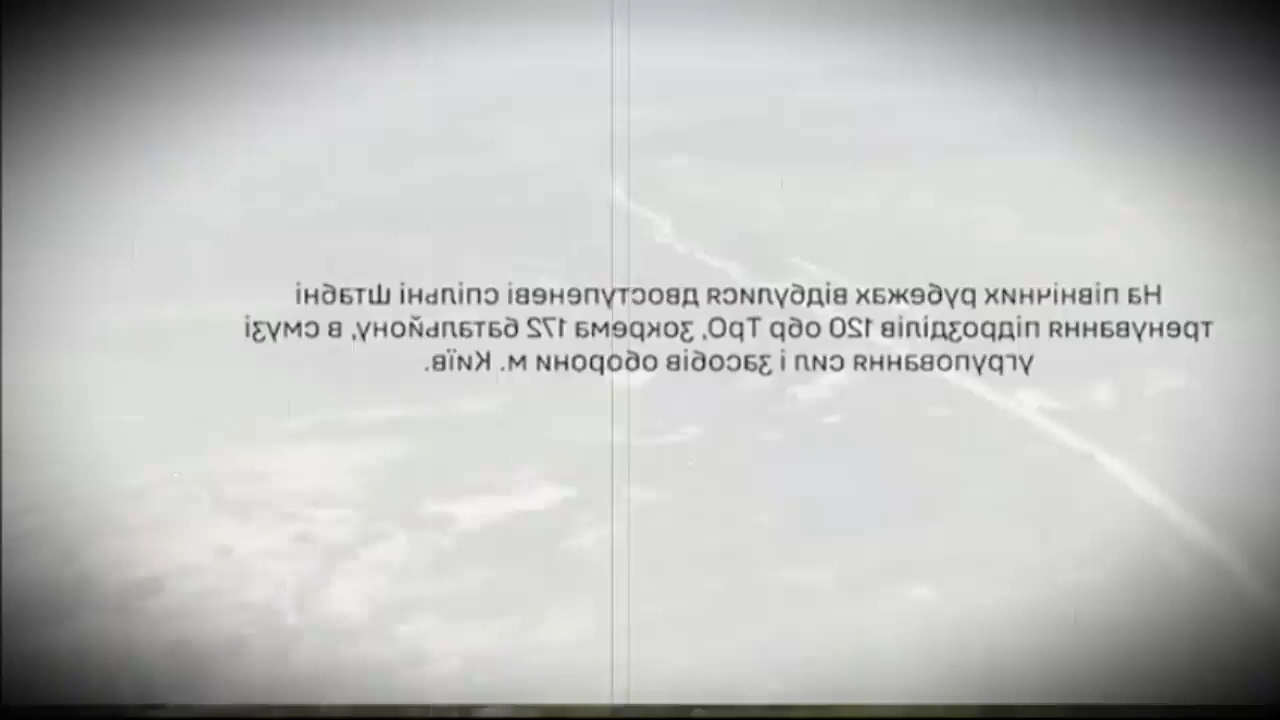 На північних рубежах відбулися двоступеневі спільні Штабні
тренування підрозділів 120 обр ТрО, зокрема 172 батальйону, в смузі
угруповання сил і засобів оборони м. Київ.